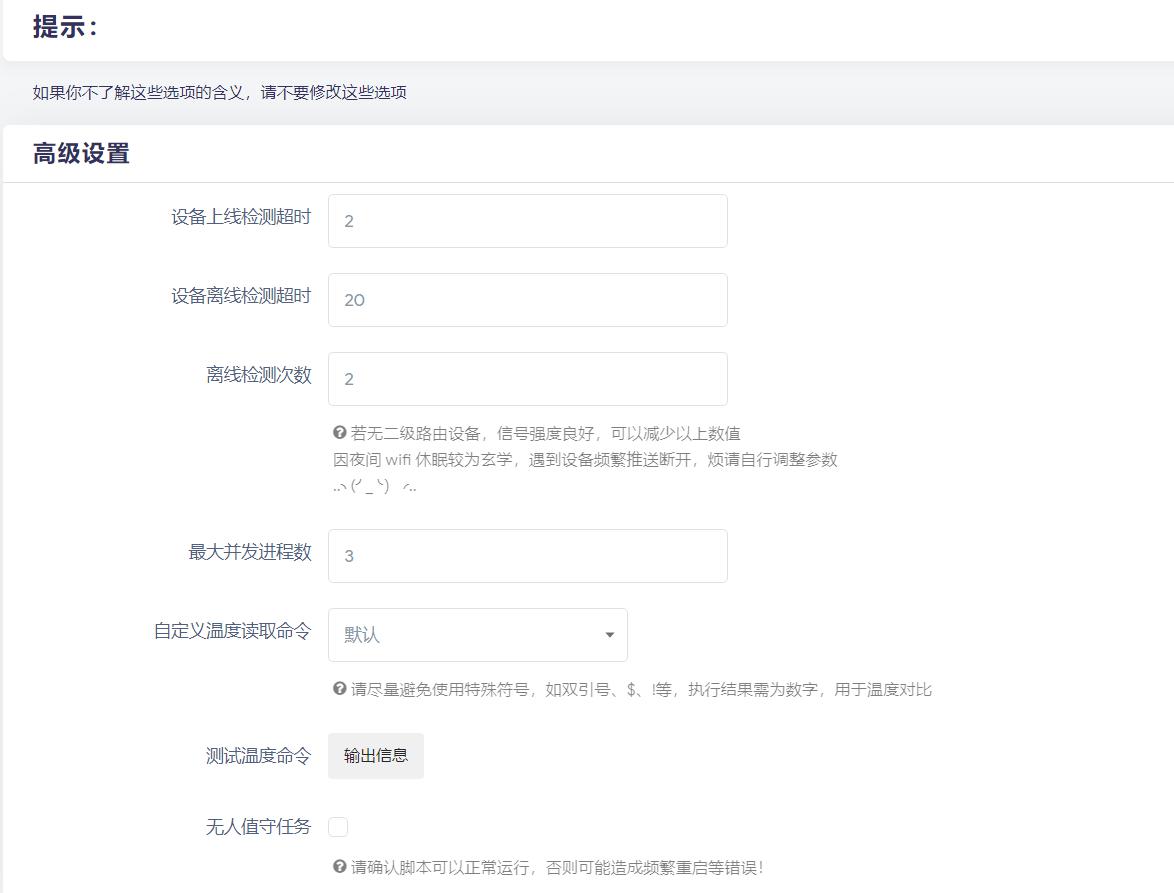 提示：
如果你不了解这些选项的含义，请不要修改这些选项
高级设置
设备上线检测超时
2
设备离线检测超时
20
离线检测次数
2
若无二级路由设备，信号强度良好，可以减少以上数值
因夜间 wifi 休眠较为玄学，遇到设备频繁推送断开，烦请自行调整参数
..╮(╯_╰）╭..
最大并发进程数
3
自定义温度读取命令
默认
请尽量避免使用特殊符号，如双引号、$、!等，执行结果需为数字，用于温度对比
测试温度命令
输出信息
无人值守任务
请确认脚本可以正常运行，否则可能造成频繁重启等错误！